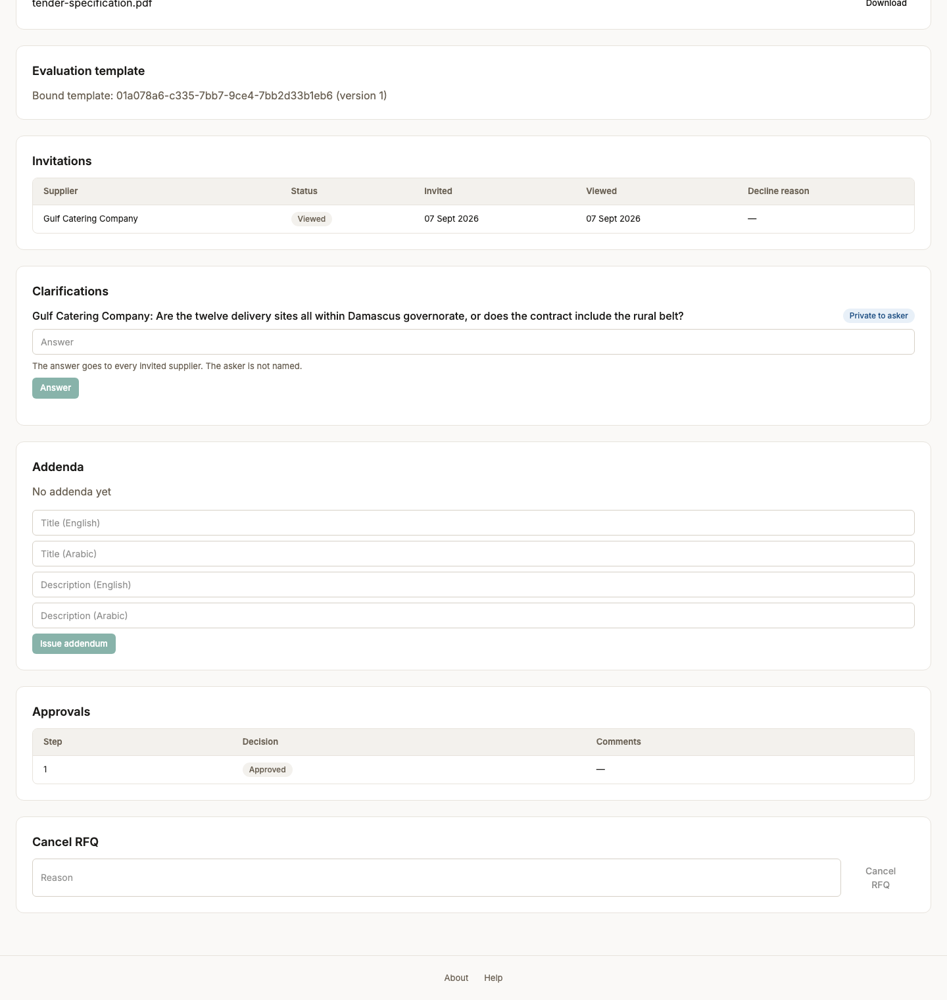 tender-specification.pdf Download
Evaluation template
Bound template: 01a078a6-c335-7bb7-9ce4-7bb2d33b1eb6 (version 1)
Invitations
Supplier Status Invited Viewed Decline reason
Gulf Catering Company Viewed 07 Sept 2026 07 Sept 2026 —
Clarifications
Gulf Catering Company: Are the twelve delivery sites all within Damascus governorate, or does the contract include the rural belt? Private to asker
Answer
The answer goes to every invited supplier. The asker is not named.
Answer
Addenda
No addenda yet
Title (English)
Title (Arabic)
Description (English)
Description (Arabic)
Issue addendum
Approvals
Step Decision Comments
1 Approved —
Cancel RFQ
Reason
Cancel
RFQ
About Help